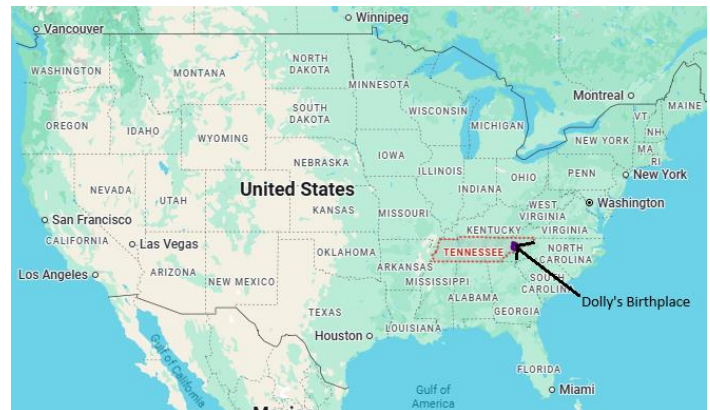 Winnipeg
Vancouver
WASHINGTON
MONTANA
NORTH
DAKOTA
MINNESOTA
Montreal
MAINE
OREGON
IDAHO
WYOMING
SOUTH
DAKOTA
WISCONSIN
MICHIGAN
VT
NH
NEW YORK
MA
RI
NEBRASKA
IOWA
ILLINOIS
INDIANA
OHIO
PENN
New York
NEVADA
UTAH
United States
KANSAS
MISSOURI
WEST
VIRGINIA
Washington
San Francisco
CALIFORNIA
Las Vegas
KENTUCKY
VIRGINIA
Los Angeles
ARIZONA
NEW MEXICO
OKLAHOMA
ARKANSAS
TENNESSEE
NORTH
CAROLINA
MISSISSIPPI
SOUTH
CAROLIN
Dolly's Birthplace
ALABAMA
GEORGIA
TEXAS
LOUISIANA
Houston
Gulf of California
FLORIDA
Gulf of
America
Miami